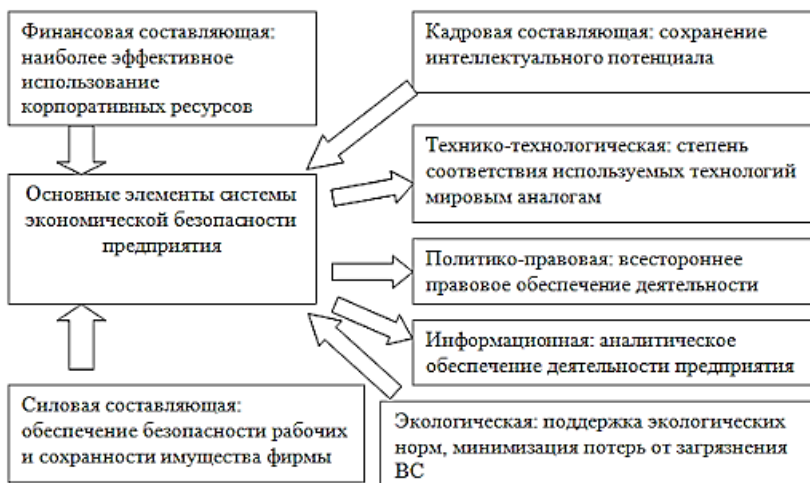 Финансовая составляющая:
наиболее эффективное
использование
корпоративных ресурсов
Кадровая составляющая: сохранение
интеллектуального потенциала
Технико-технологическая: степень
соответствия используемых технологий
мировым аналогам
Основные элементы системы
экономической безопасности
предприятия
Политико-правовая: всестороннее
правовое обеспечение деятельности
Информационная: аналитическое
обеспечение деятельности предприятия
Силовая составляющая:
обеспечение безопасности рабочих
и сохранности имущества фирмы
Экологическая: поддержка экологических
норм, минимизация потерь от загрязнения
ВС